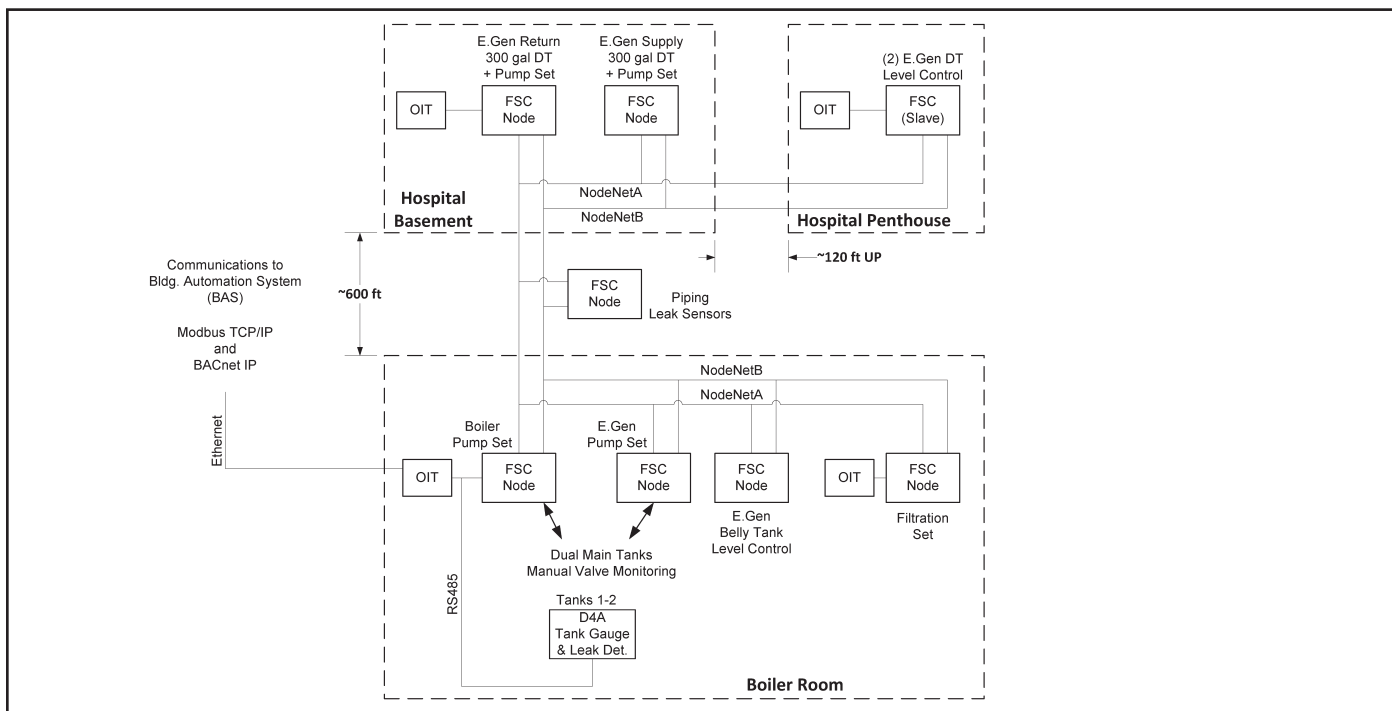 E.Gen Return
300 gal DT
+ Pump Set
E.Gen Supply
300 gal DT
+ Pump Set
(2) E.Gen DT
Level Control
OIT
FSC
Node
FSC
Node
OIT
FSC
(Slave)
NodeNetA
NodeNetB
Hospital
Basement
Hospital Penthouse
~120 ft UP
Communications to
Bldg. Automation System
(BAS)
Modbus TCP/IP
and
BACnet IP
~600 ft
FSC
Node
Piping
Leak Sensors
Ethernet
NodeNetB
NodeNetA
Boiler
Pump Set
E.Gen
Pump Set
OIT
FSC
Node
FSC
Node
FSC
Node
OIT
FSC
Node
E.Gen
Belly Tank
Level Control
Filtration
Set
Dual Main Tanks
Manual Valve Monitoring
RS485
Tanks 1-2
D4A
Tank Gauge
& Leak Det.
Boiler Room